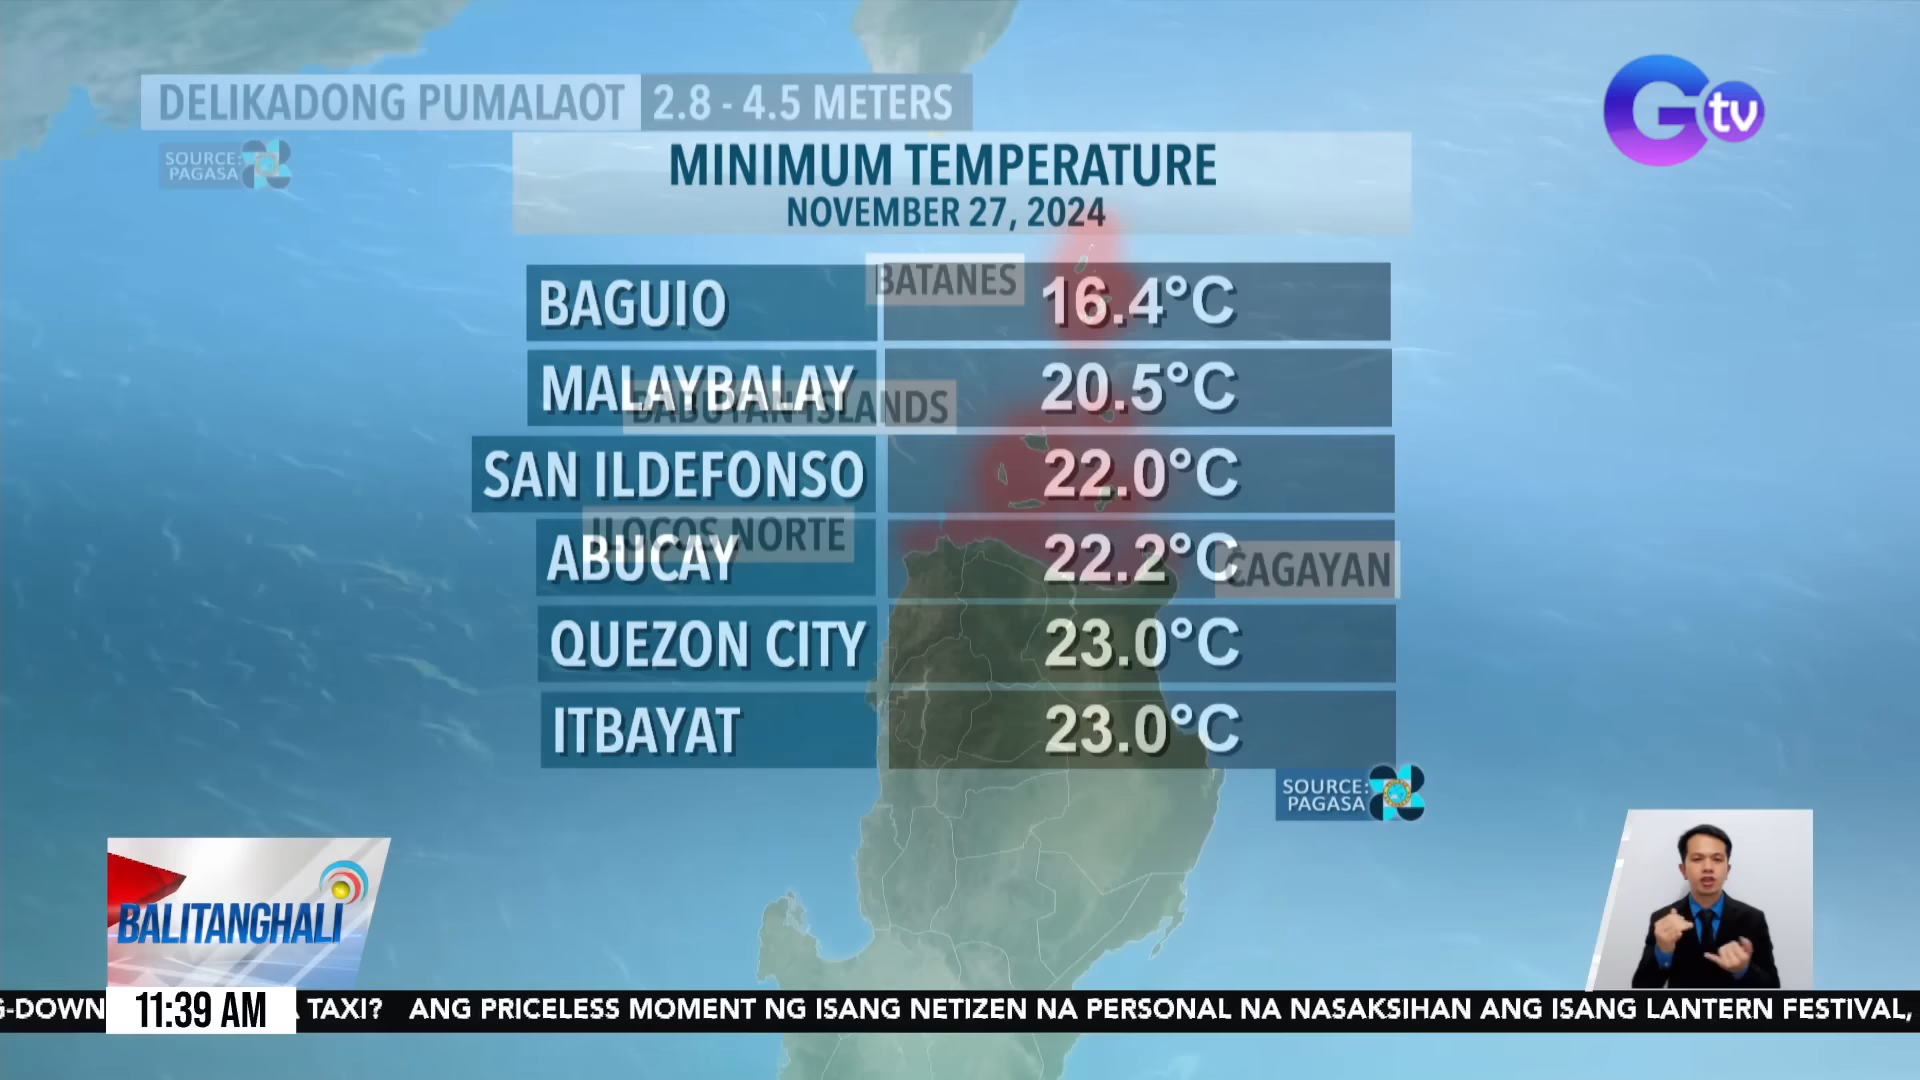 DELIKADONG PUMALAOT 2.8 - 4.5 METERS
SOURCE: PAGASA
Gtv
MINIMUM TEMPERATURE
NOVEMBER 27, 2024
BATANES
BAGUIO 16.4°C
MALAYBALAY 20.5°C
BABUYAN ISLANDS
SAN ILDEFONSO 22.0°C
ILOCOS NORTE
ABUCAY 22.2°C
CAGAYAN
QUEZON CITY 23.0°C
ITBAYAT 23.0°C
SOURCE: PAGASA
BALITANGHALI
G-DOWN 11:39 AM A TAXI? ANG PRICELESS MOMENT NG ISANG NETIZEN NA PERSONAL NA NASAKSIHAN ANG ISANG LANTERN FESTIVAL,